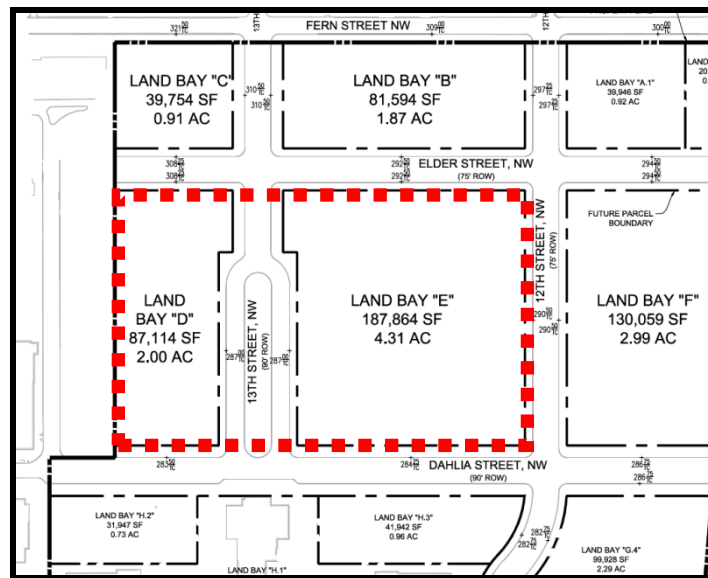 FERN STREET NW
13TH
12TH
LAND BAY "C"
39,754 SF
0.91 AC
LAND BAY "B"
81,594 SF
1.87 AC
LAND BAY "A.1"
39,946 SF
0.92 AC
ELDER STREET, NW
(75' ROW)
FUTURE PARCEL
BOUNDARY
LAND
BAY "D"
87,114 SF
2.00 AC
13TH STREET, NW
(90' ROW)
LAND BAY "E"
187,864 SF
4.31 AC
12TH STREET, NW
(75' ROW)
LAND BAY "F"
130,059 SF
2.99 AC
DAHLIA STREET, NW
(90' ROW)
LAND BAY "H.2"
31,947 SF
0.73 AC
LAND BAY "H.1"
LAND BAY "H.3"
41,942 SF
0.96 AC
LAND BAY "G.4"
99,928 SF
2.29 AC